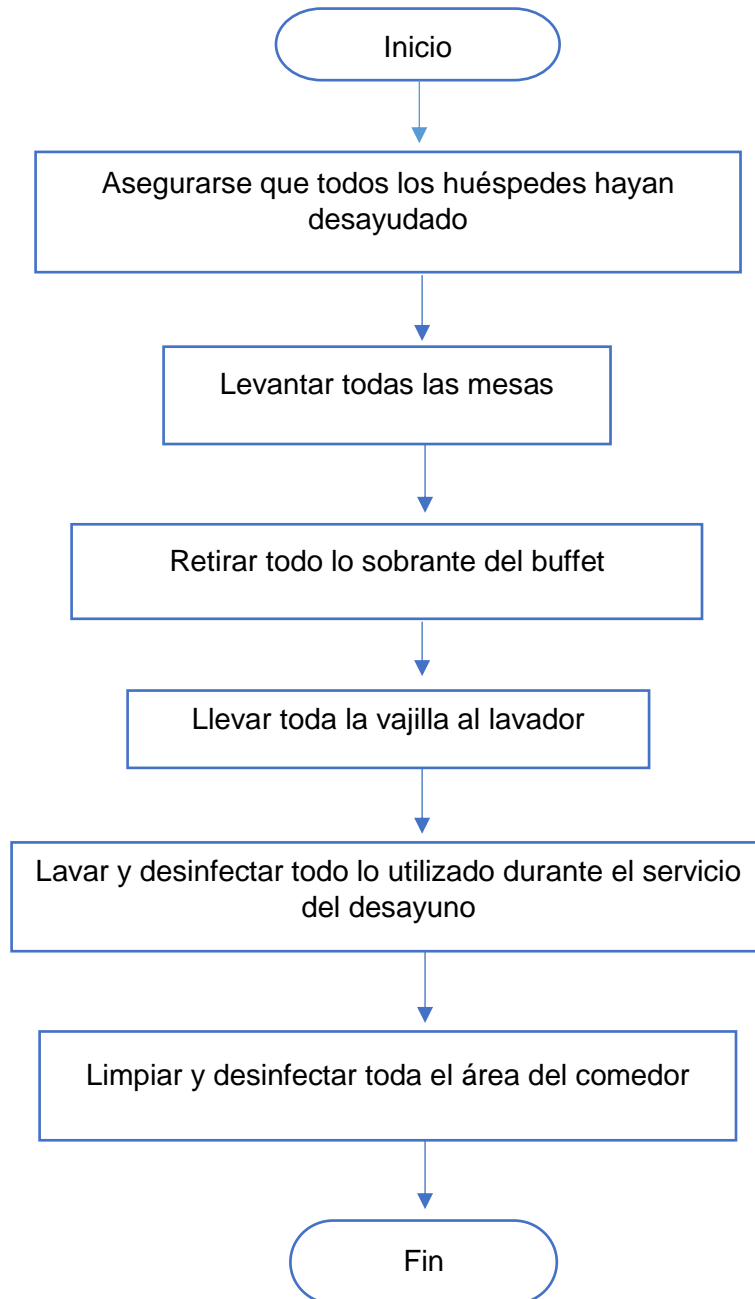 Inicio
Asegurarse que todos los huéspedes hayan
desayudado
Levantar todas las mesas
Retirar todo lo sobrante del buffet
Llevar toda la vajilla al lavador
Lavar y desinfectar todo lo utilizado durante el servicio
del desayuno
Limpiar y desinfectar toda el área del comedor
Fin